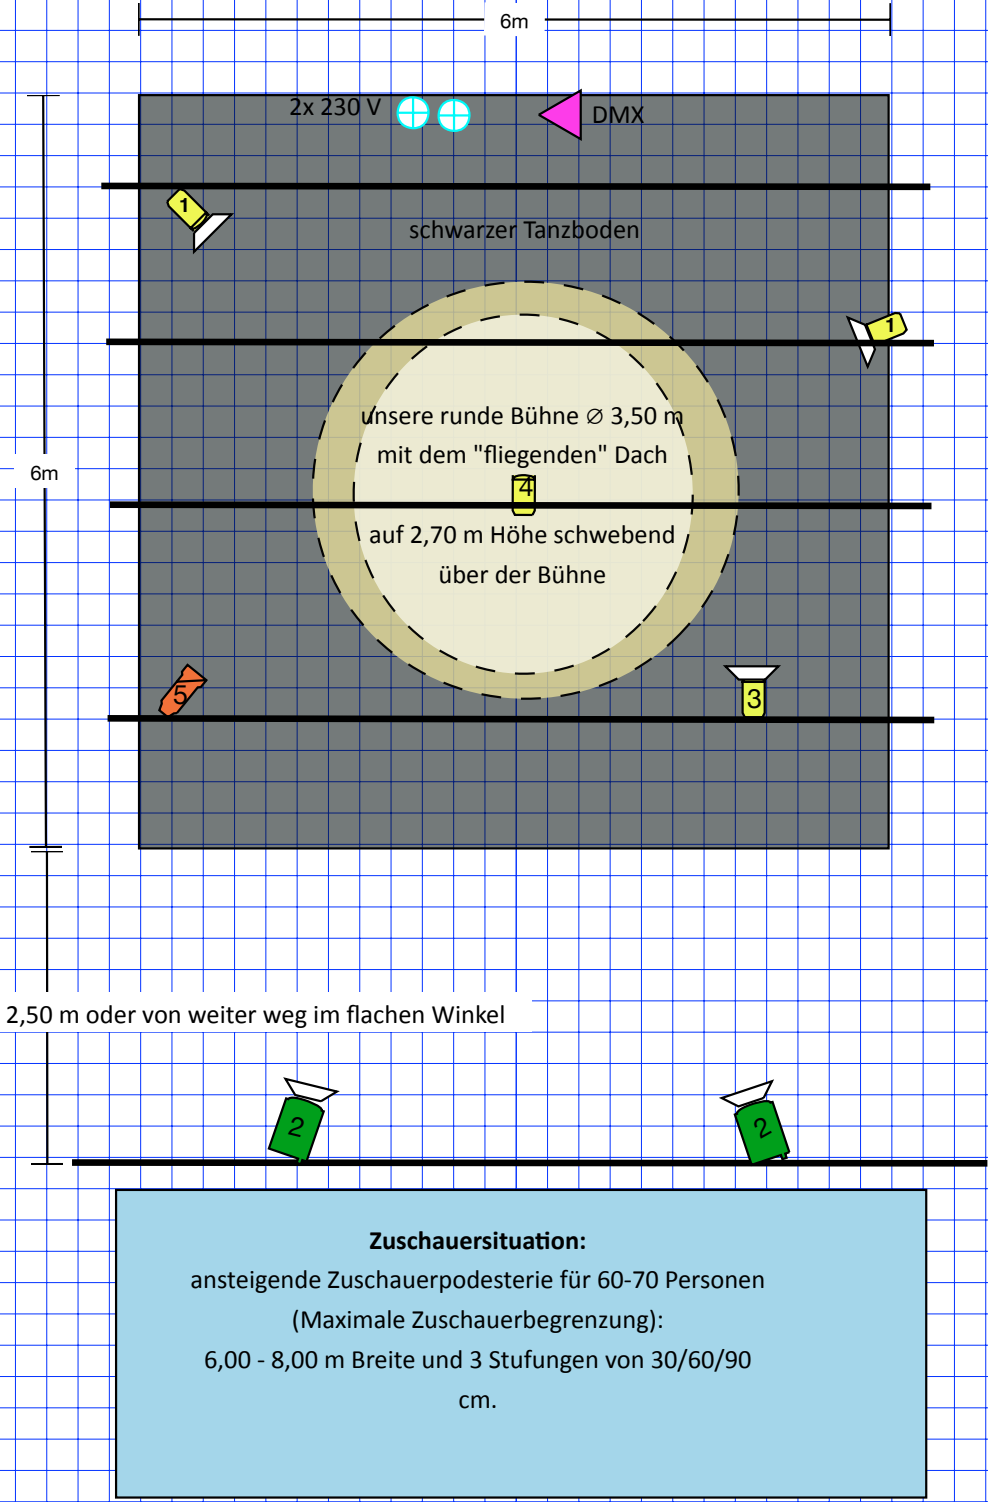 6m
2x 230 V
DMX
1
schwarzer Tanzboden
1
unsere runde Bühne ∅ 3,50 m
mit dem "fliegenden" Dach
6m
4
auf 2,70 m Höhe schwebend
über der Bühne
5
3
2,50 m oder von weiter weg im flachen Winkel
2
2
Zuschauersituation:
ansteigende Zuschauerpodesterie für 60-70 Personen
(Maximale Zuschauerbegrenzung):
6,00 - 8,00 m Breite und 3 Stufungen von 30/60/90
cm.